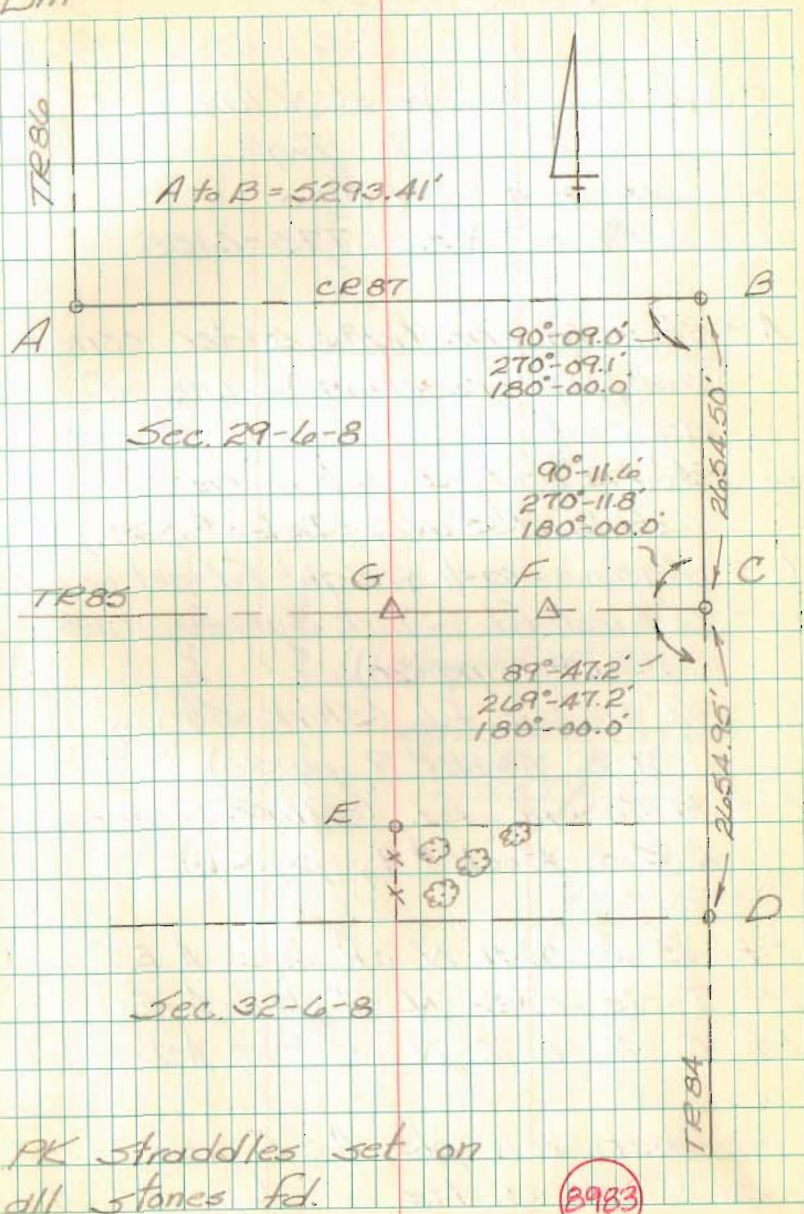 TR86
A to B = 5293.41'
CR87
A
B
90°-09.0'
270°-09.1'
180°-00.0'
2654.50'
Sec. 29-6-8
90°-11.6'
270°-11.8'
180°-00.0'
TR85
G
F
C
89°-47.2'
269°-47.2'
180°-00.0'
2654.95'
E
x
x
x
D
Sec. 32-6-8
TR84
PK straddles set on
all stones fd.
8983